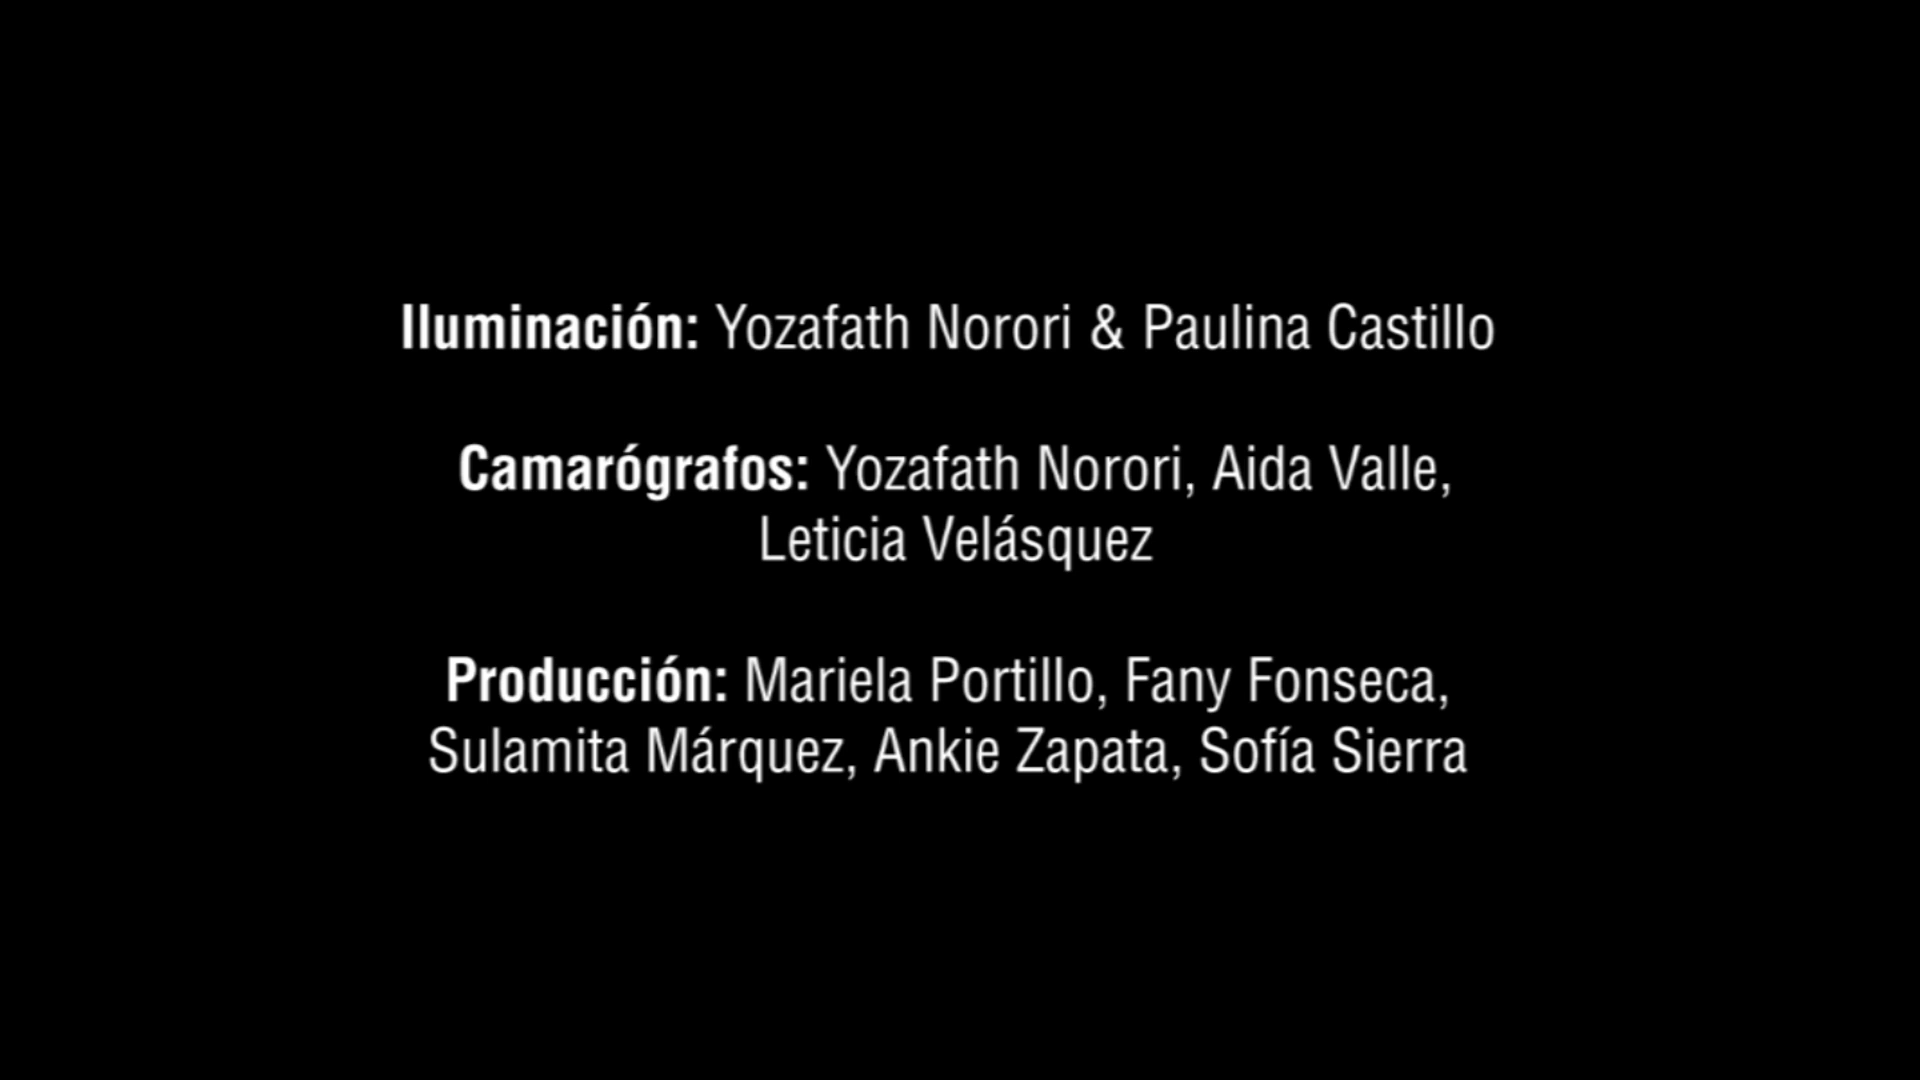 Iluminación: Yozafath Norori & Paulina Castillo
Camarógrafos: Yozafath Norori, Aida Valle,
Leticia Velásquez
Producción: Mariela Portillo, Fany Fonseca,
Sulamita Márquez, Ankie Zapata, Sofía Sierra